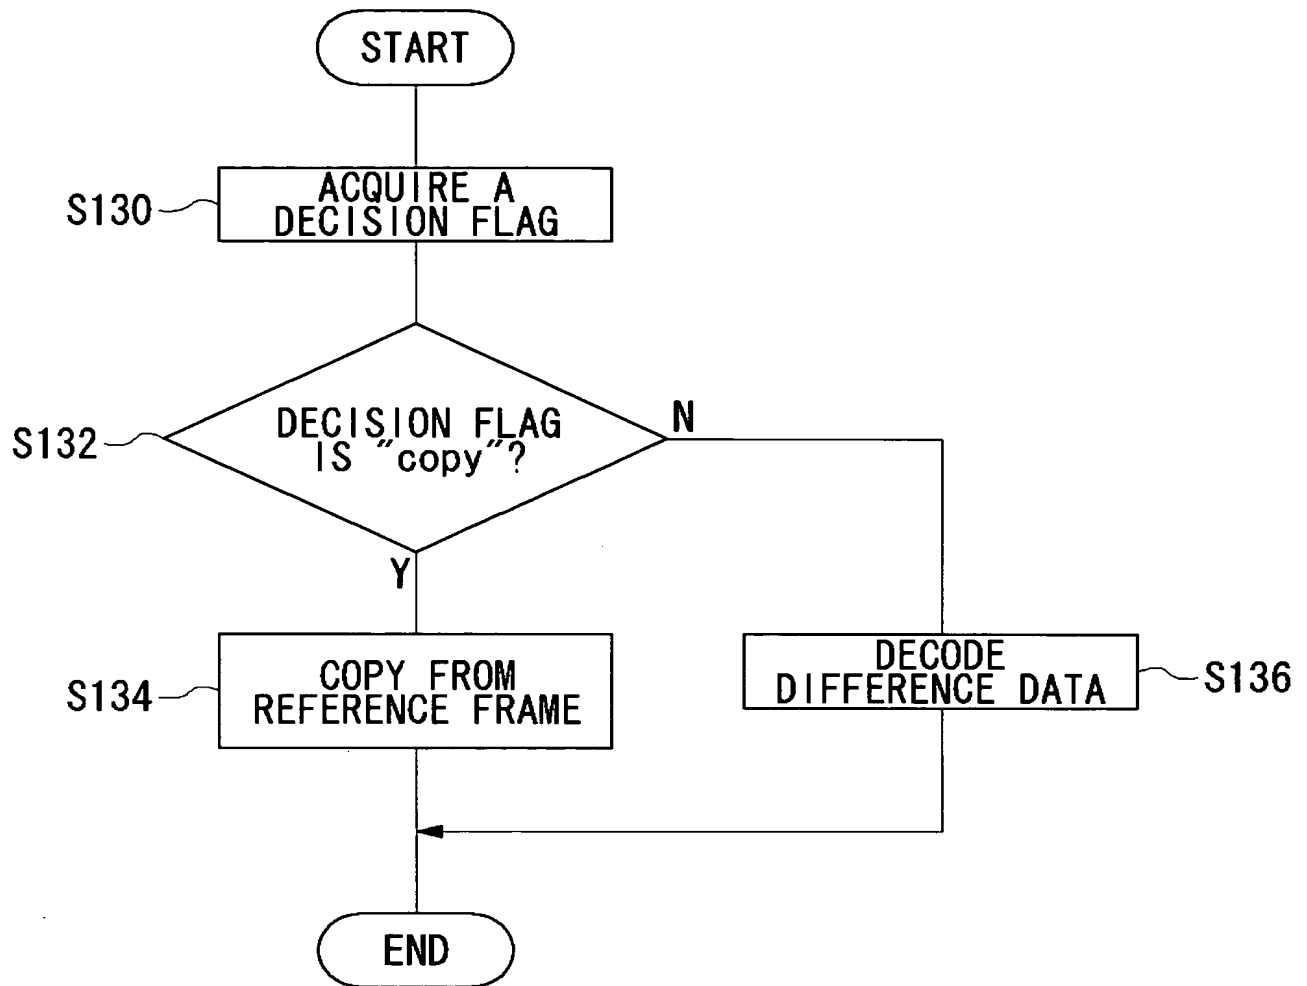 START
S130
ACQUIRE A
DECISION FLAG
S132
DECISION FLAG
IS "copy"?
N
Y
S134
COPY FROM
REFERENCE FRAME
DECODE
DIFFERENCE DATA
S136
END